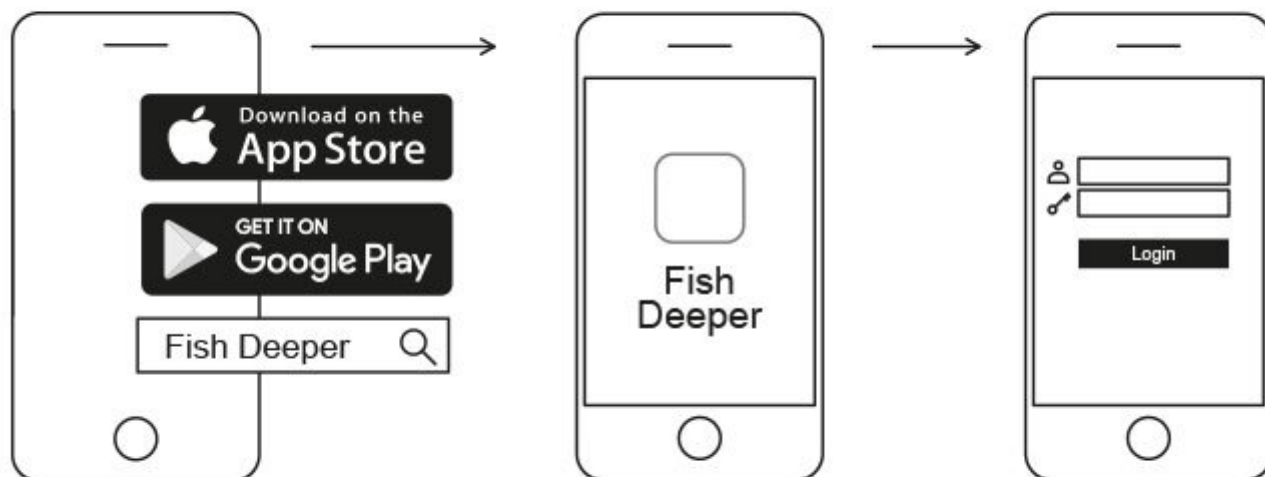 Download on the
App Store
GET IT ON
Google Play
Fish Deeper
Fish
Deeper
Login